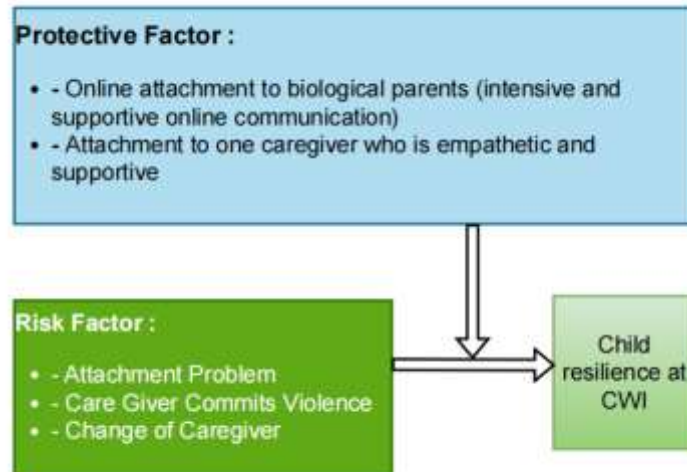 Protective Factor :
• - Online attachment to biological parents (intensive and
supportive online communication)
• - Attachment to one caregiver who is empathetic and
supportive
Risk Factor :
• - Attachment Problem
• - Care Giver Commits Violence
• - Change of Caregiver
Child
resilience at
CWI